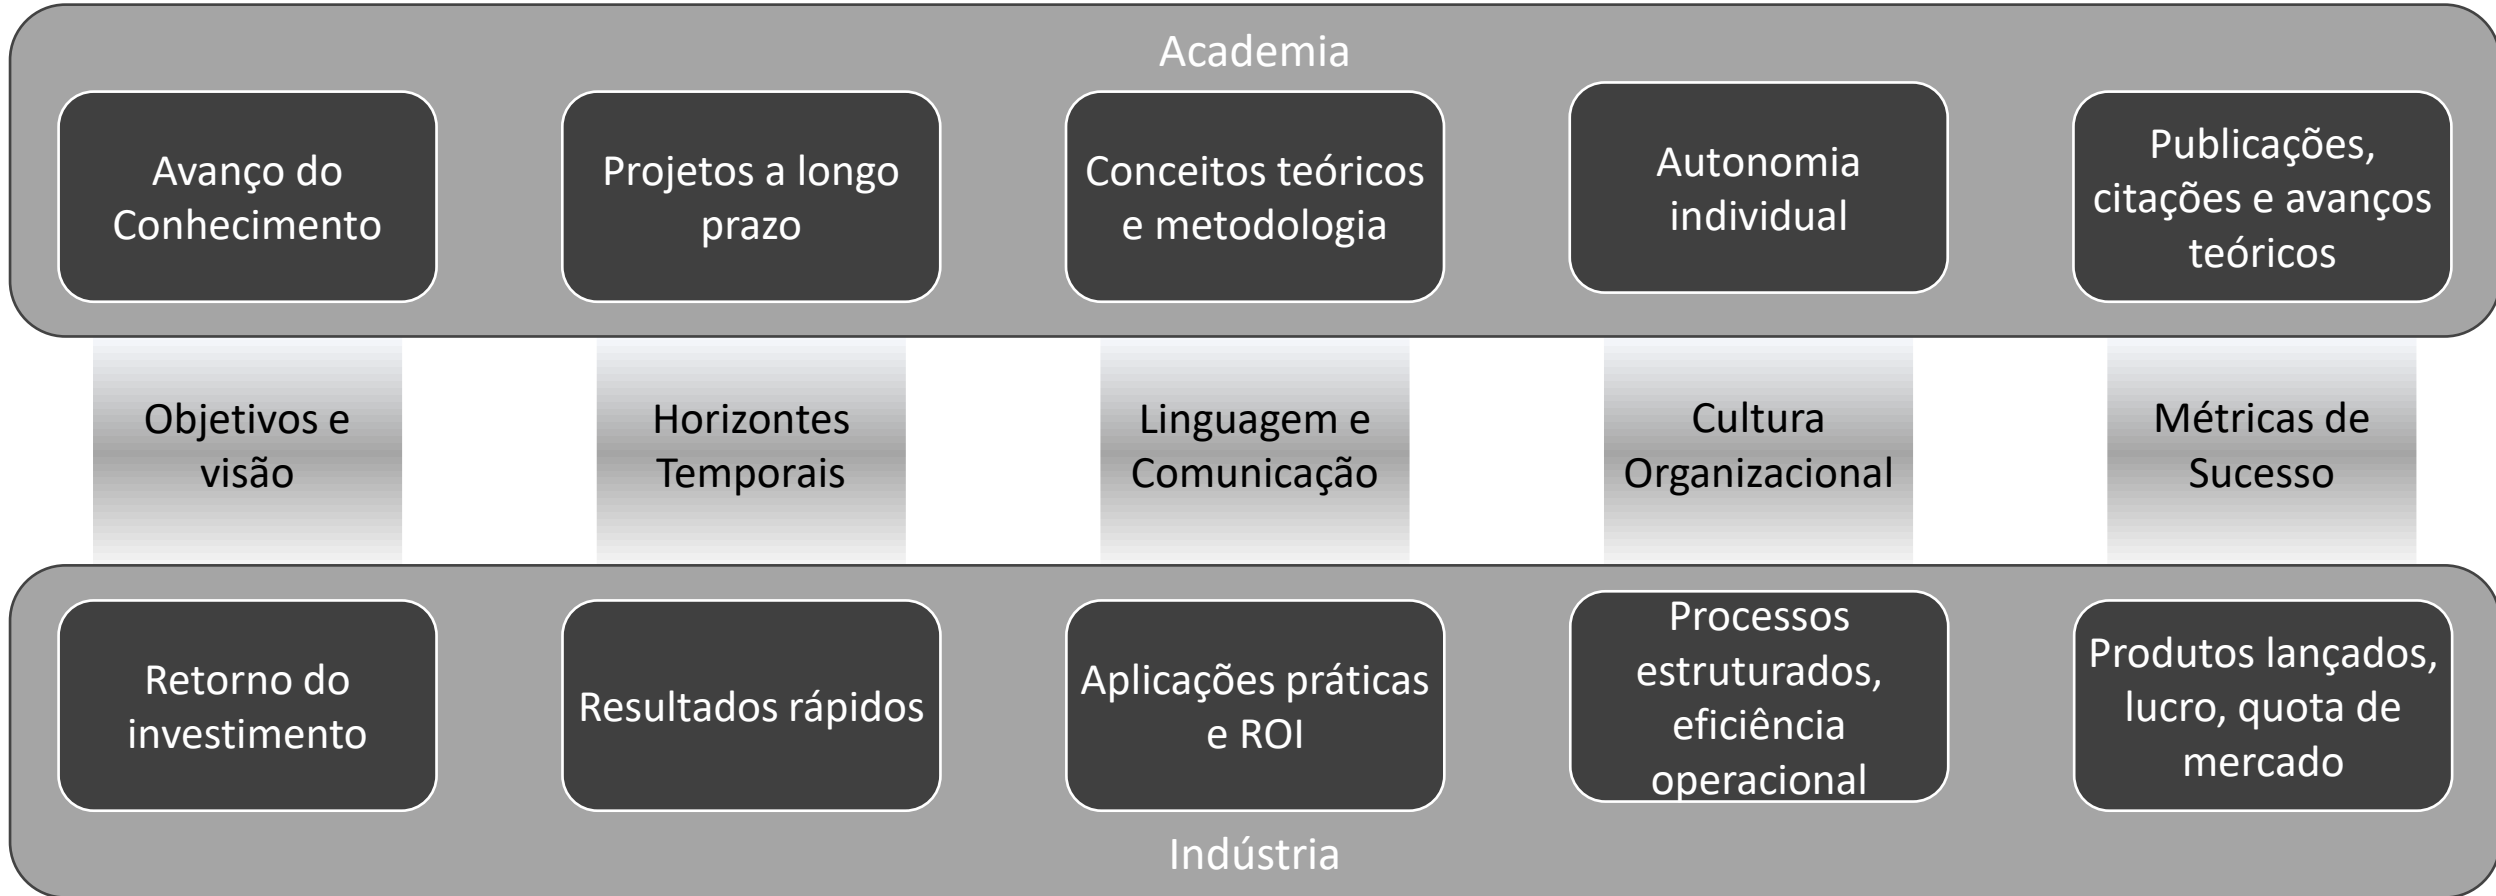 Academia
Avanço do
Conhecimento
Projetos a longo
prazo
Conceitos teóricos
e metodologia
Autonomia
individual
Publicações,
citações e avanços
teóricos
Objetivos e
visão
Horizontes
Temporais
Linguagem e
Comunicação
Cultura
Organizacional
Métricas de
Sucesso
Retorno do
investimento
Resultados rápidos
Aplicações práticas
e ROI
Processos
estruturados,
eficiência
operacional
Produtos lançados,
lucro, quota de
mercado
Indústria